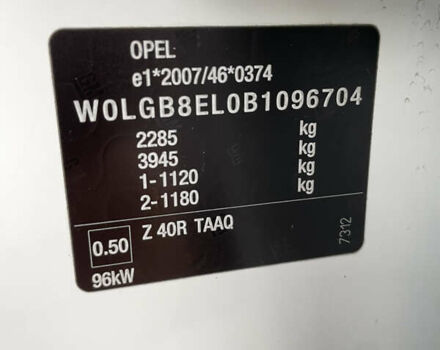 OPEL
e1*2007/46*0374
W0LGB8EL0B1096704
2285 kg
3945 kg
1-1120 kg
2-1180 kg
0.50 Z 40R TAAQ
96kW
7312